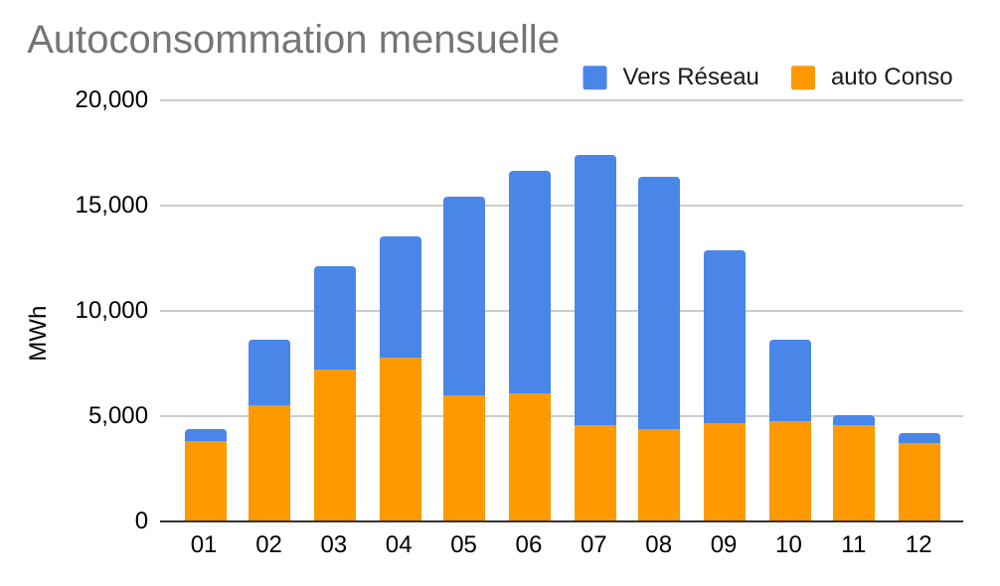 Autoconsommation mensuelle
Vers Réseau auto Conso
20,000
15,000
10,000
5,000
0
MWh
01 02 03 04 05 06 07 08 09 10 11 12